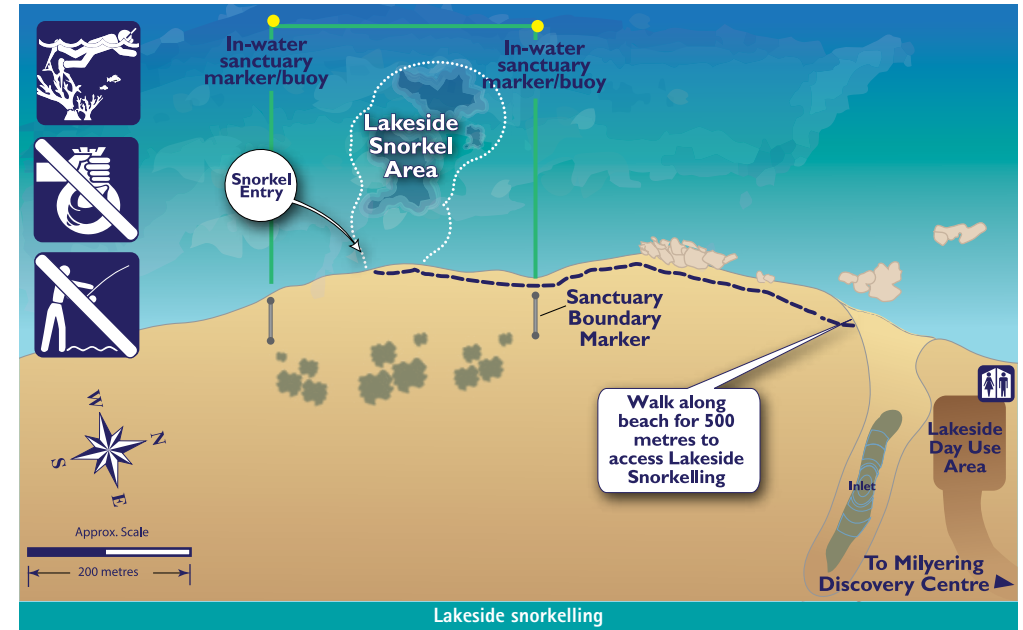 In-water
sanctuary
marker/buoy
In-water
sanctuary
marker/buoy
Lakeside
Snorkel
Area
Snorkel
Entry
Sanctuary
Boundary
Marker
Walk along
beach for 500
metres to
access Lakeside
Snorkelling
Lakeside
Day Use
Area
Inlet
W
N
S
E
Approx. Scale
200 metres
To Milyering
Discovery Centre
Lakeside snorkelling